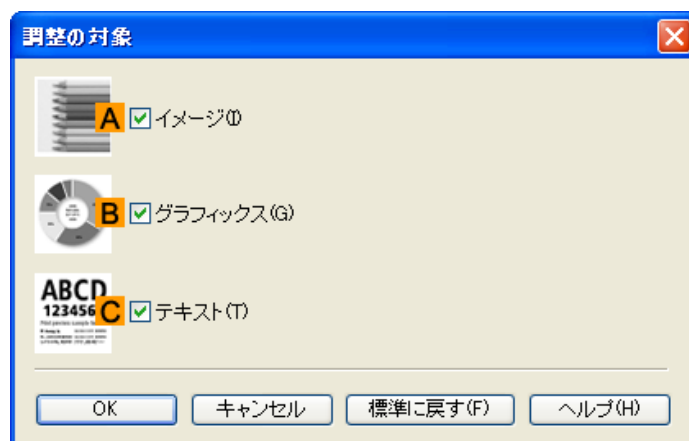 調整の対象
A イメージ(I)
B グラフィックス(G)
ABCD
123456
C テキスト(T)
OK キャンセル 標準に戻す(F) ヘルプ(H)